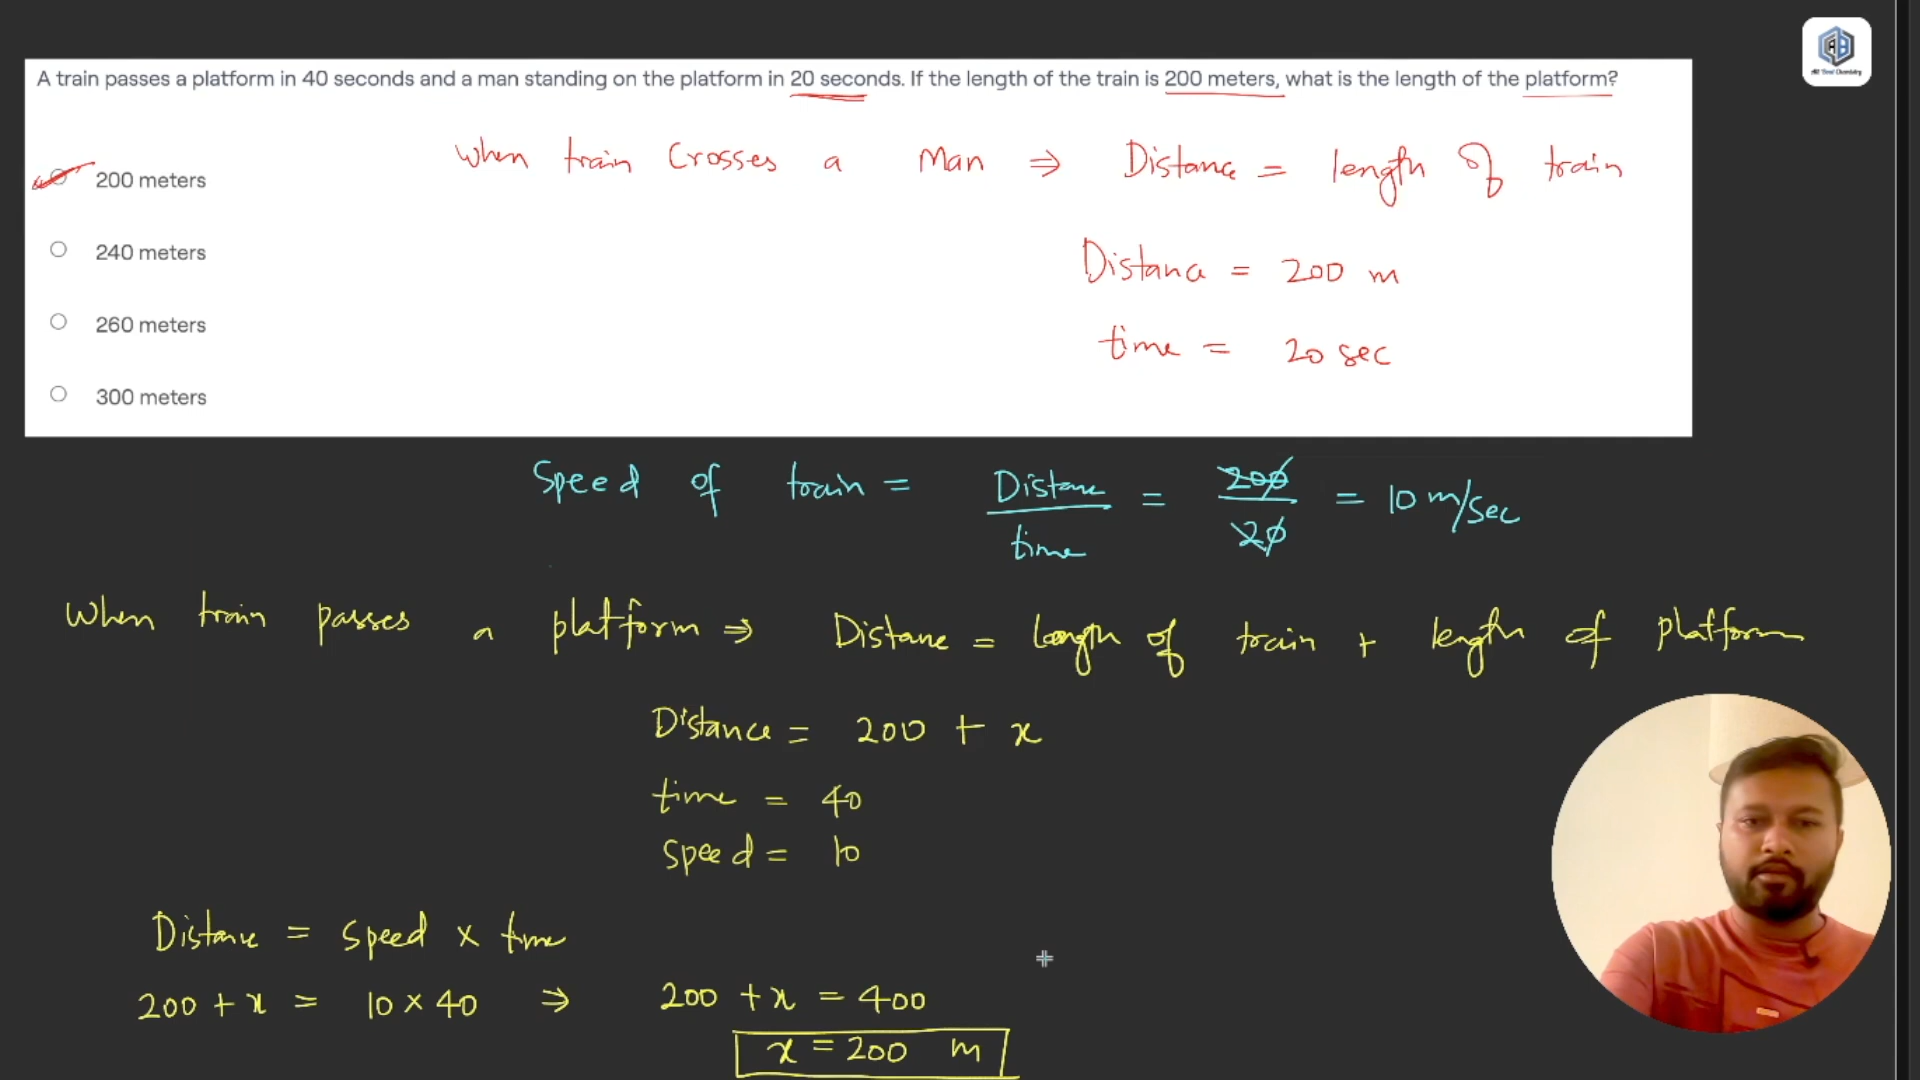 A train passes a platform in 40 seconds and a man standing on the platform in 20 seconds. If the length of the train is 200 meters, what is the length of the platform?
When train Crosses a Man ⇒ Distance = length of train
200 meters
Distance = 200 m
240 meters
260 meters
time = 20 sec
300 meters
Speed of train = Distance / time = 200 / 20 = 10 m/sec
When train passes a platform ⇒ Distance = length of train + length of platform
Distance = 200 + x
time = 40
Speed = 10
Distance = speed × time
200 + x = 10 × 40 ⇒ 200 + x = 400
x = 200 m